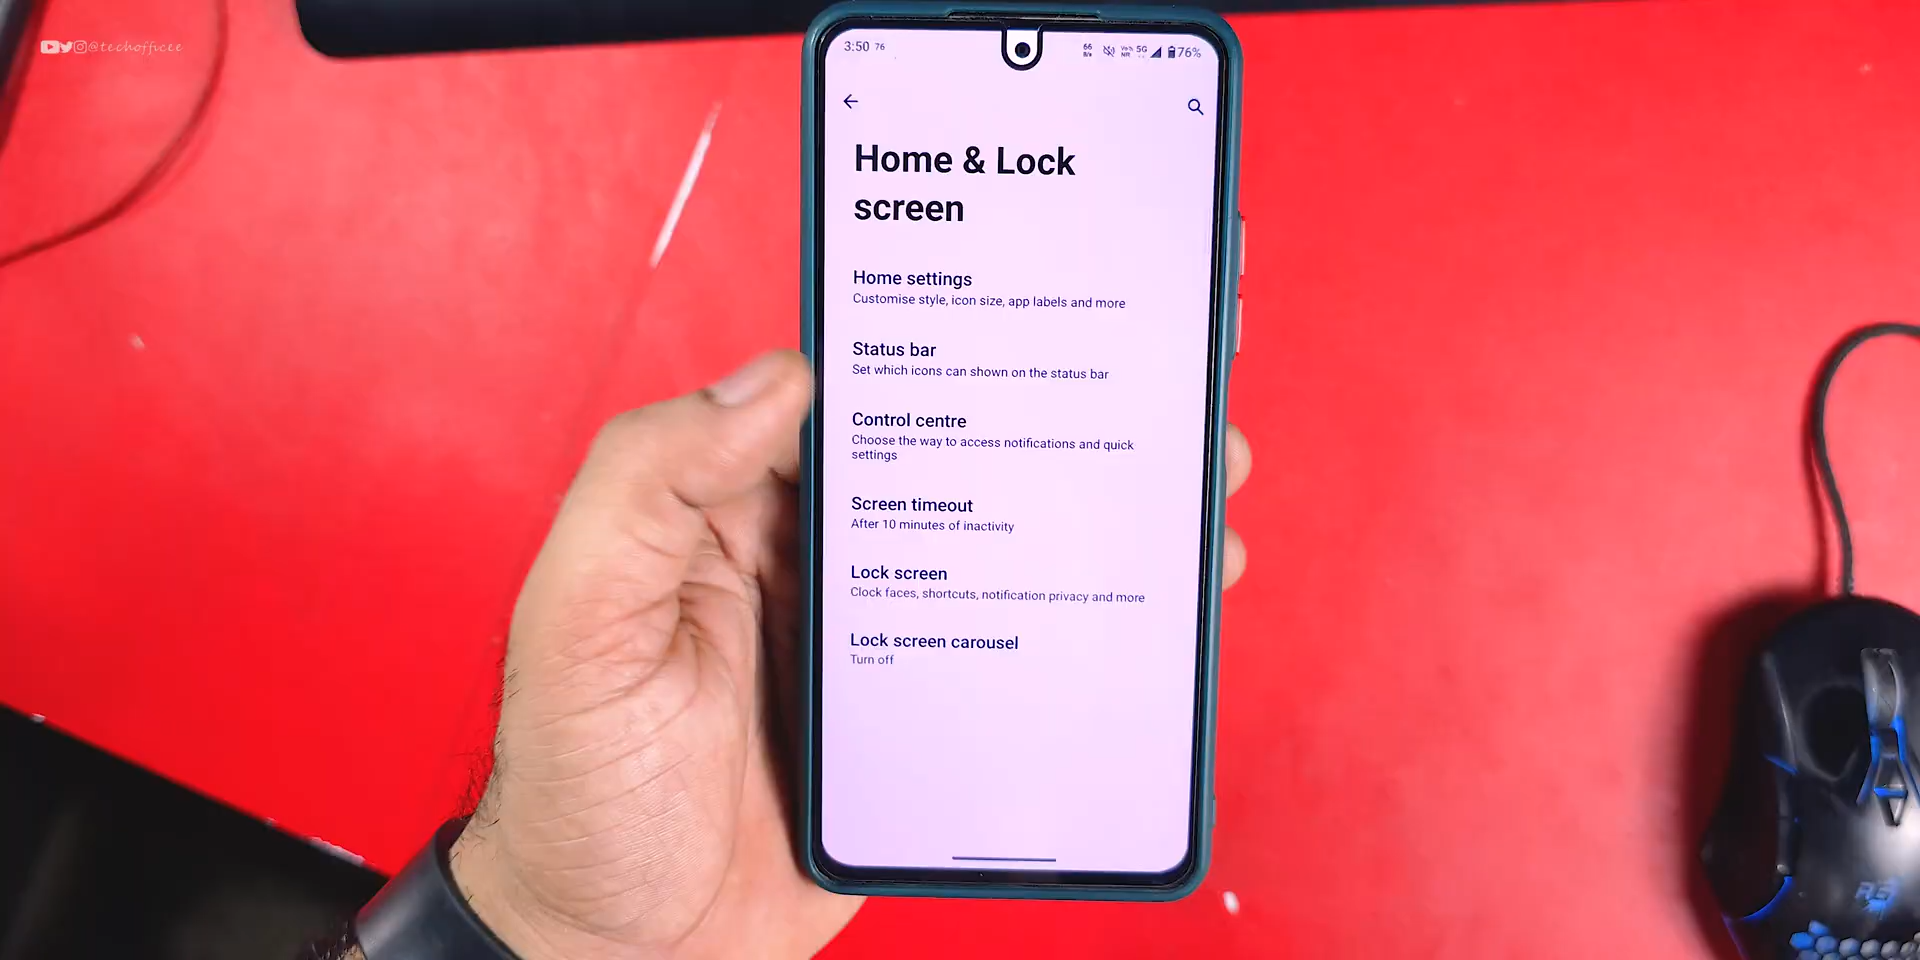 @techofficee
3:50 76
66
B/s
5G
76%
Home & Lock
screen
Home settings
Customise style, icon size, app labels and more
Status bar
Set which icons can shown on the status bar
Control centre
Choose the way to access notifications and quick
settings
Screen timeout
After 10 minutes of inactivity
Lock screen
Clock faces, shortcuts, notification privacy and more
Lock screen carousel
Turn off